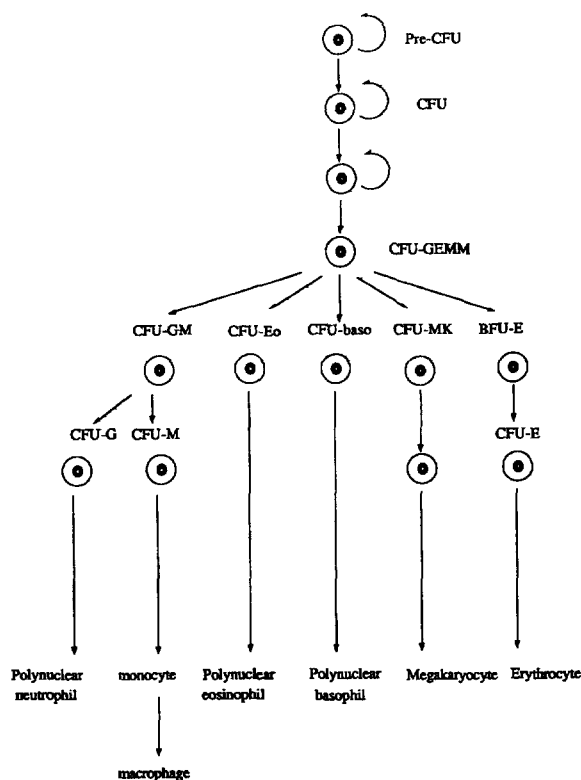 Pre-CFU
CFU
CFU-GEMM
CFU-GM
CFU-Eo
CFU-baso
CFU-MK
BFU-E
CFU-G
CFU-M
CFU-E
Polynuclear
neutrophil
monocyte
Polynuclear
eosinophil
Polynuclear
basophil
Megakaryocyte
Erythrocyte
macrophage